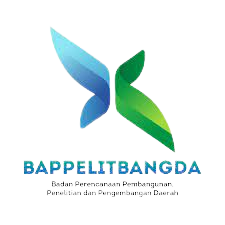 BAPPELITBANGDA
Badan Perencanaan Pembangunan,
Penelitian dan Pengembangan Daerah